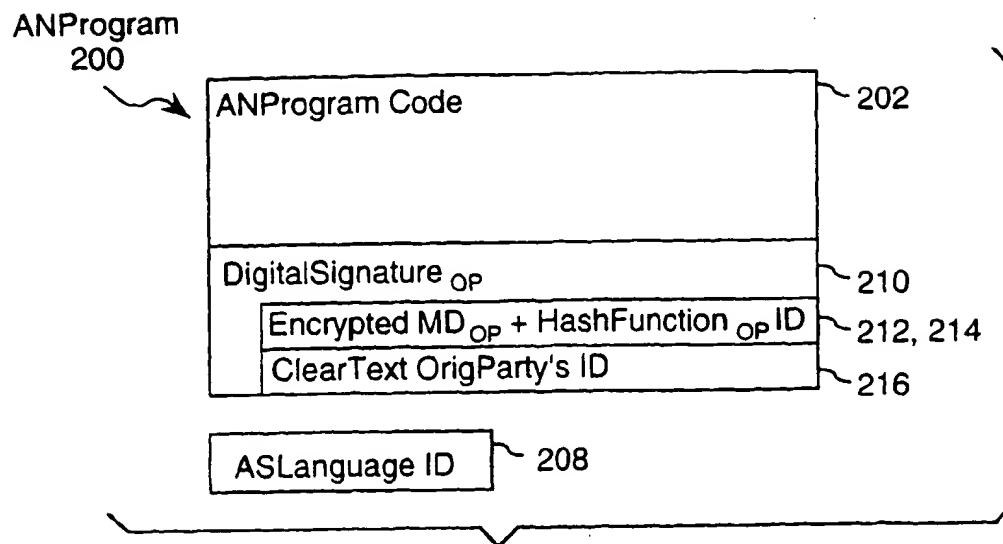 ANProgram
200
ANProgram Code
202
DigitalSignature OP
210
Encrypted MD OP + HashFunction OP ID
212, 214
ClearText OrigParty's ID
216
ASLanguage ID
208